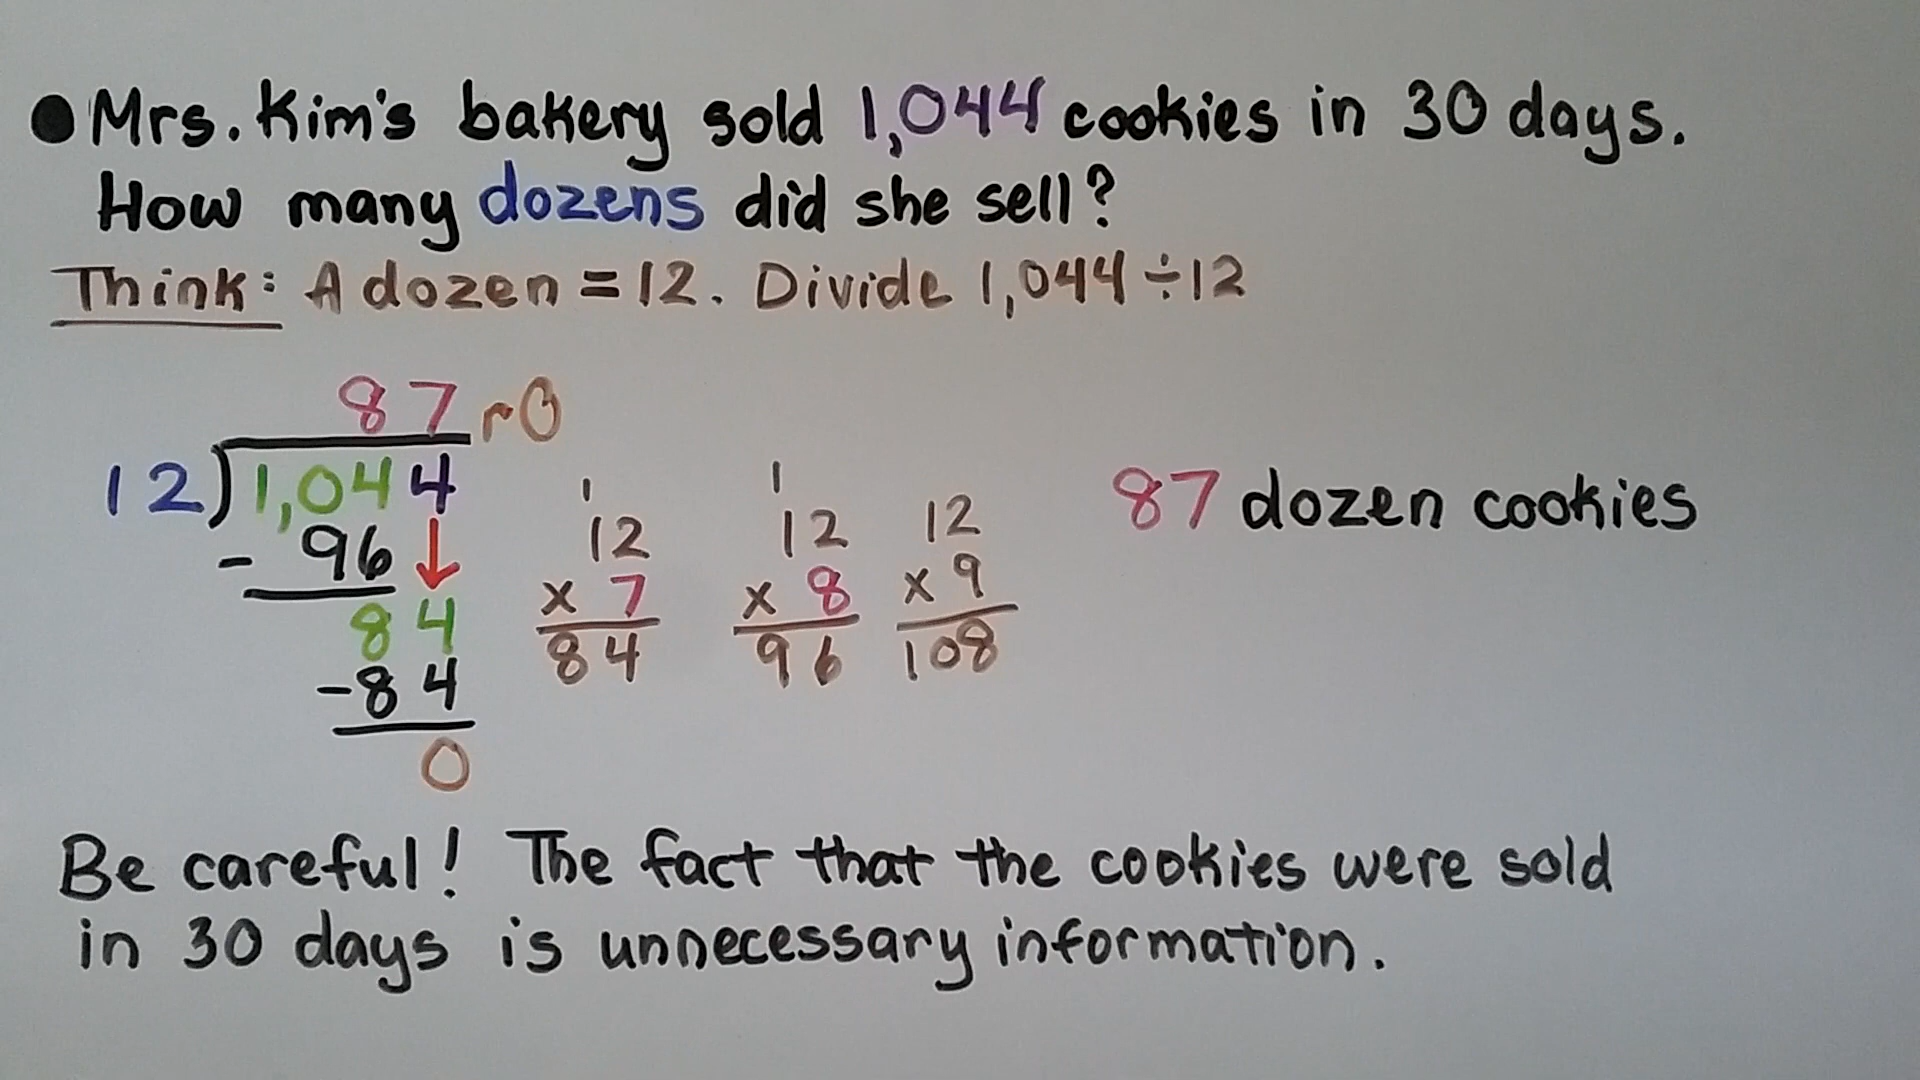 ● Mrs. Kim's bakery sold 1,044 cookies in 30 days.
How many dozens did she sell?
Think: A dozen = 12. Divide 1,044 ÷ 12
87 r0
12)1,044
- 96
84
-84
0
1
12
x 7
84
1
12
x 8
96
12
x 9
108
87 dozen cookies
Be careful! The fact that the cookies were sold
in 30 days is unnecessary information.